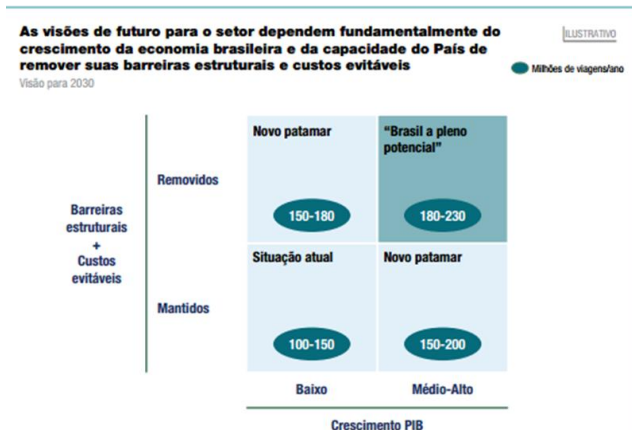 As visões de futuro para o setor dependem fundamentalmente do
crescimento da economia brasileira e da capacidade do País de
remover suas barreiras estruturais e custos evitáveis
Visão para 2030
ILUSTRATIVO
Milhões de viagens/ano
Barreiras
estruturais
+
Custos
evitáveis
Removidos
Novo patamar
150-180
“Brasil a pleno
potencial”
180-230
Mantidos
Situação atual
100-150
Novo patamar
150-200
Baixo
Médio-Alto
Crescimento PIB